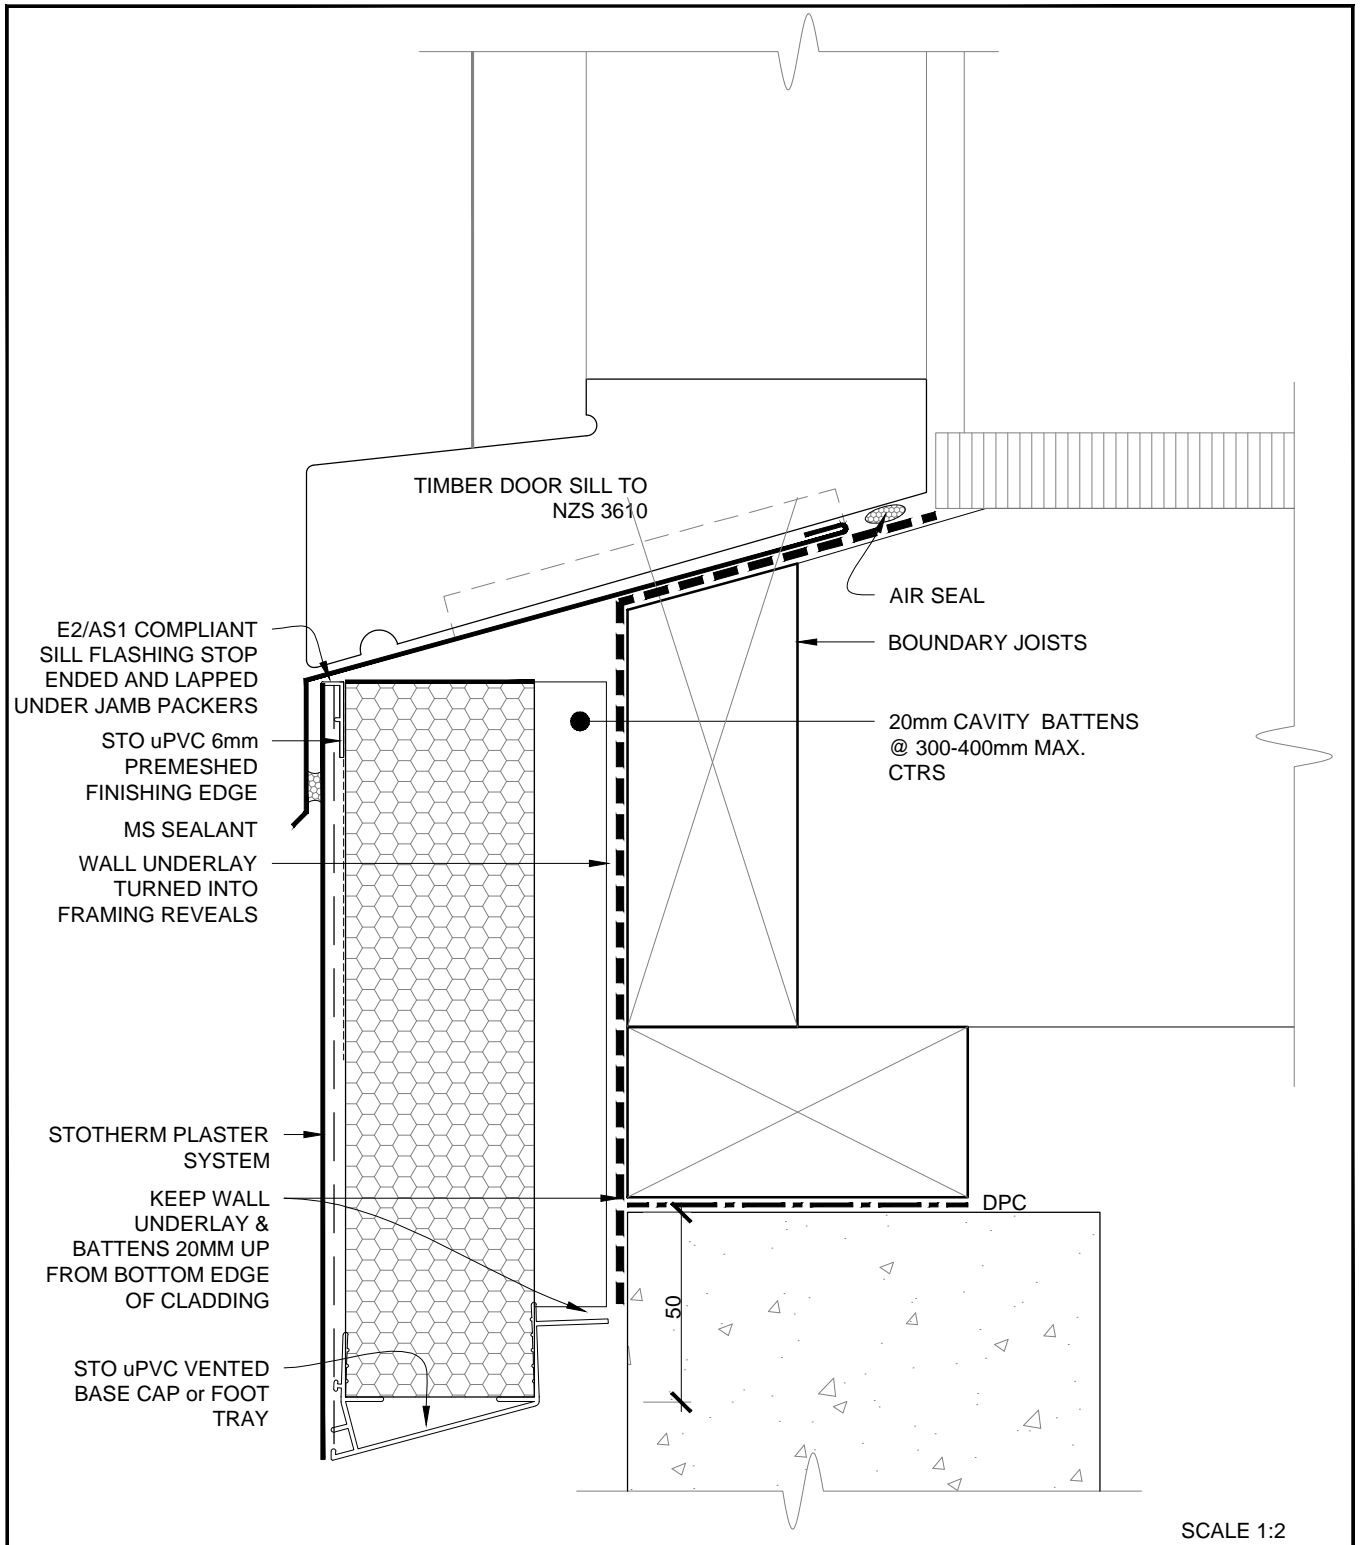 TIMBER DOOR SILL TO
NZS 3610
AIR SEAL
BOUNDARY JOISTS
20mm CAVITY BATTENS
@ 300-400mm MAX.
CTRS
E2/AS1 COMPLIANT
SILL FLASHING STOP
ENDED AND LAPPED
UNDER JAMB PACKERS
STO uPVC 6mm
PREMESHED
FINISHING EDGE
MS SEALANT
WALL UNDERLAY
TURNED INTO
FRAMING REVEALS
STOTHERM PLASTER
SYSTEM
KEEP WALL
UNDERLAY &
BATTENS 20MM UP
FROM BOTTOM EDGE
OF CLADDING
STO uPVC VENTED
BASE CAP or FOOT
TRAY
DPC
50
SCALE 1:2